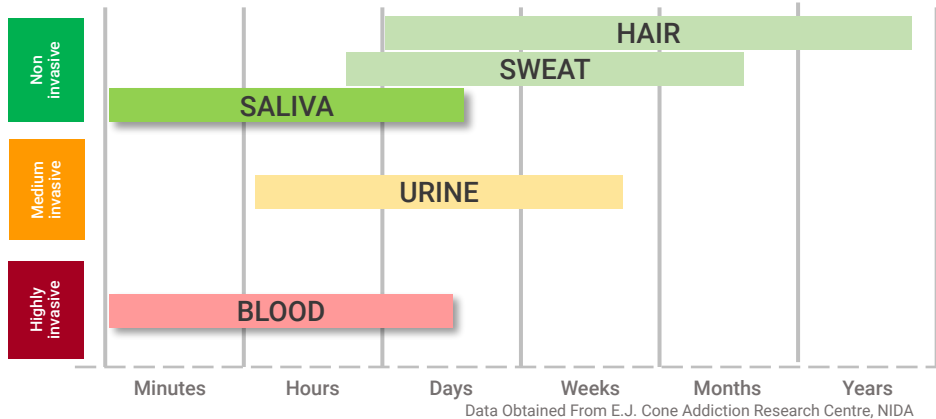 Non
invasive
HAIR
SWEAT
SALIVA
Medium
invasive
URINE
Highly
invasive
BLOOD
Minutes
Hours
Days
Weeks
Months
Years
Data Obtained From E.J. Cone Addiction Research Centre, NIDA